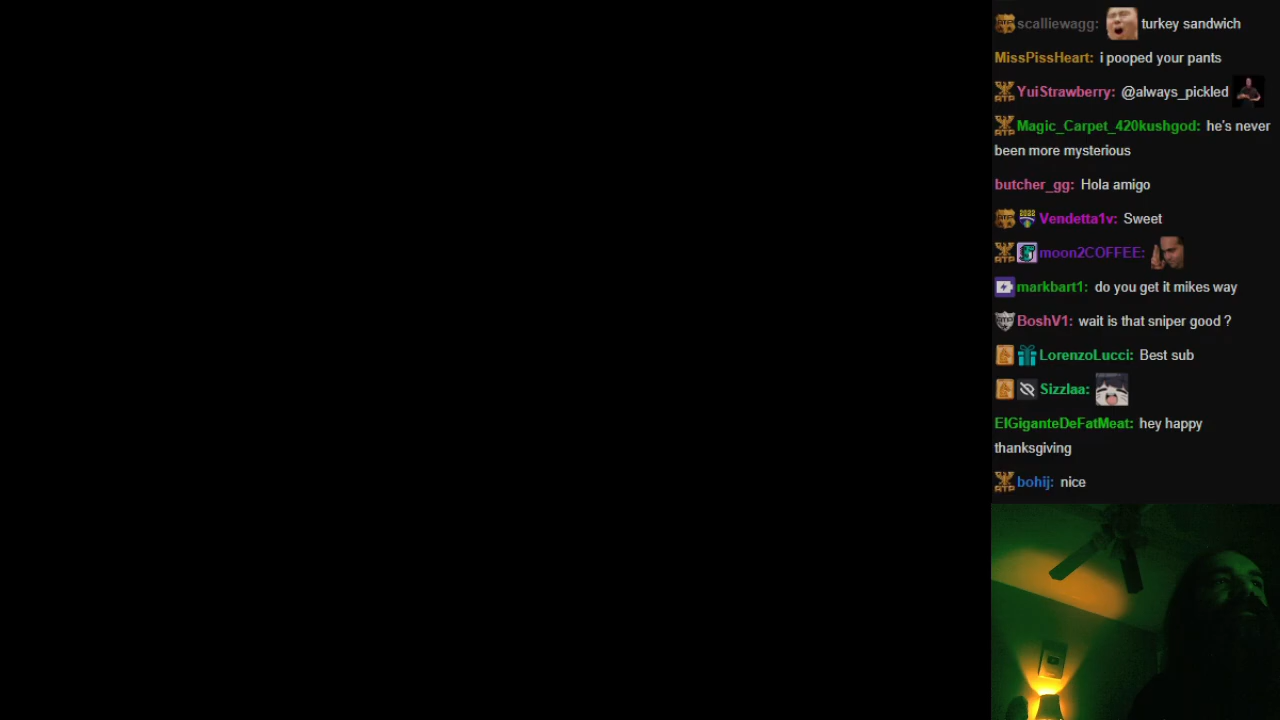 scalliewagg: turkey sandwich
MissPissHeart: i pooped your pants
YuiStrawberry: @always_pickled
Magic_Carpet_420kushgod: he's never
been more mysterious
butcher_gg: Hola amigo
Vendetta1v: Sweet
moon2COFFEE:
markbart1: do you get it mikes way
BoshV1: wait is that sniper good ?
LorenzoLucci: Best sub
Sizzlaa:
ElGiganteDeFatMeat: hey happy
thanksgiving
bohij: nice